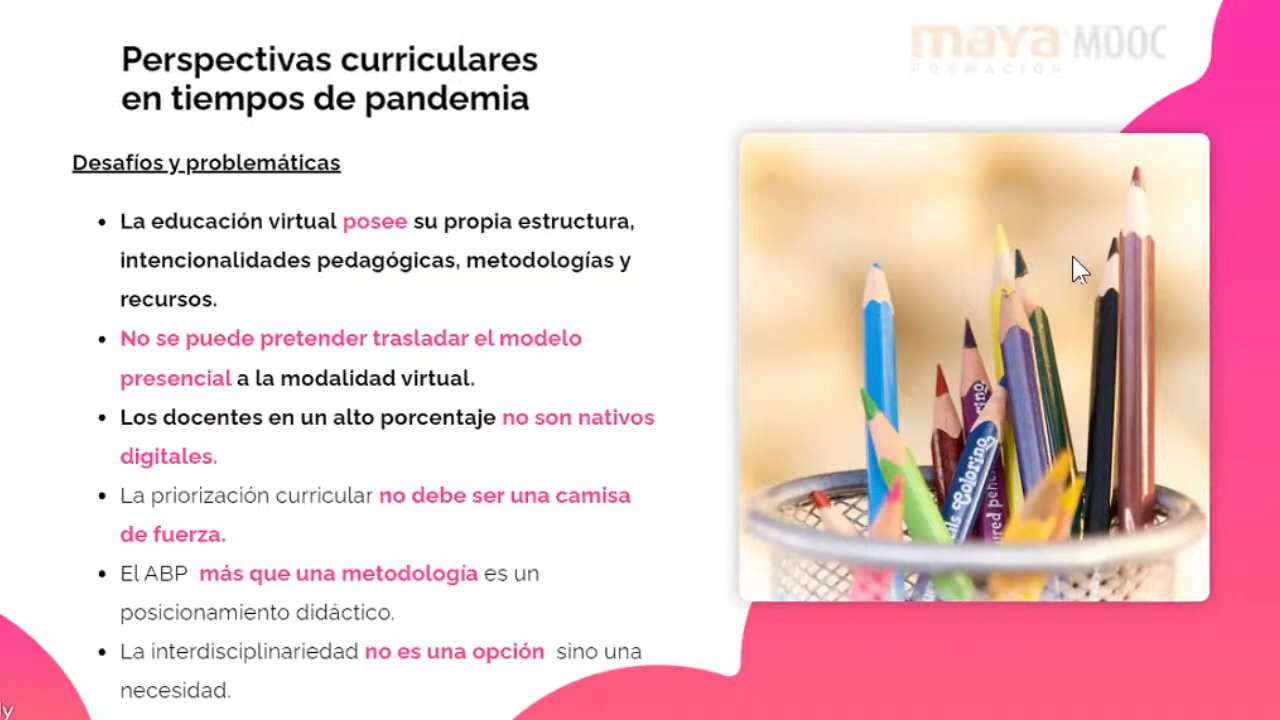 maya MOOC
FORMACIÓN
Perspectivas curriculares
en tiempos de pandemia
Desafíos y problemáticas
• La educación virtual posee su propia estructura,
intencionalidades pedagógicas, metodologías y
recursos.
• No se puede pretender trasladar el modelo
presencial a la modalidad virtual.
• Los docentes en un alto porcentaje no son nativos
digitales.
• La priorización curricular no debe ser una camisa
de fuerza.
• El ABP más que una metodología es un
posicionamiento didáctico.
• La interdisciplinariedad no es una opción sino una
necesidad.
Coloring